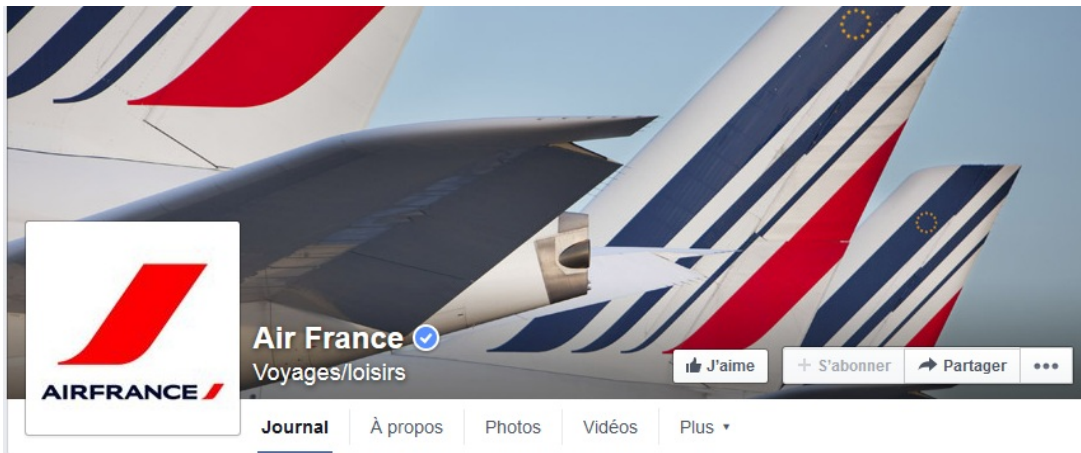 AIRFRANCE
Air France
Voyages/loisirs
J'aime
+ S'abonner
Partager
Journal
À propos
Photos
Vidéos
Plus